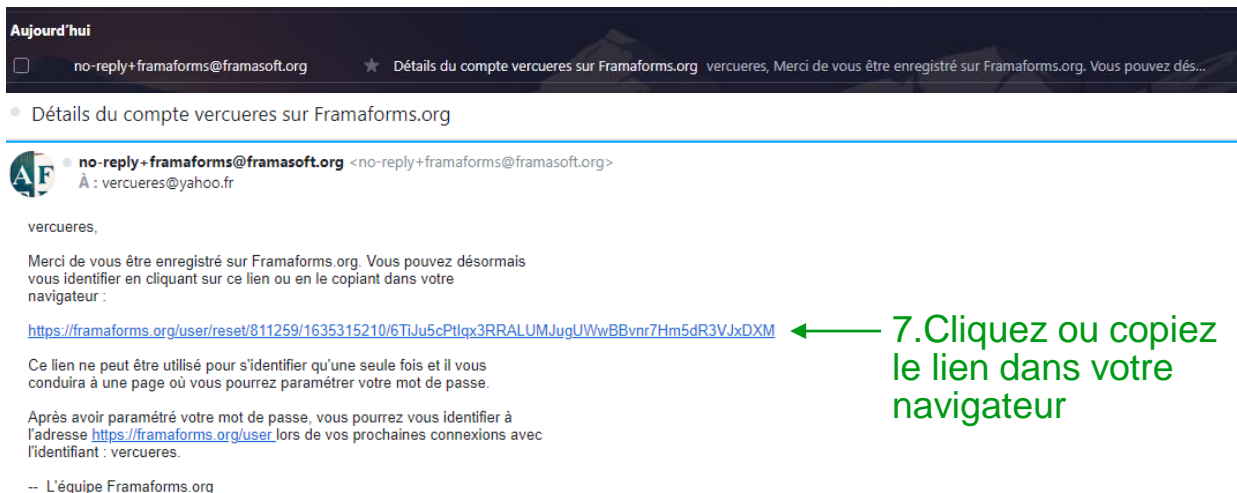 Aujourd'hui
no-reply+framaforms@framasoft.org ★ Détails du compte vercueres sur Framaforms.org vercueres, Merci de vous être enregistré sur Framaforms.org. Vous pouvez dés...
Détails du compte vercueres sur Framaforms.org
AF
no-reply+framaforms@framasoft.org <no-reply+framaforms@framasoft.org>
À : vercueres@yahoo.fr
vercueres,
Merci de vous être enregistré sur Framaforms.org. Vous pouvez désormais
vous identifier en cliquant sur ce lien ou en le copiant dans votre
navigateur :
https://framaforms.org/user/reset/811259/1635315210/6TiJu5cPtIqx3RRALUMJugUWwBBvnr7Hm5dR3VJxDXM
7.Cliquez ou copiez
le lien dans votre
navigateur
Ce lien ne peut être utilisé pour s'identifier qu'une seule fois et il vous
conduira à une page où vous pourrez paramétrer votre mot de passe.
Après avoir paramétré votre mot de passe, vous pourrez vous identifier à
l'adresse https://framaforms.org/user lors de vos prochaines connexions avec
l'identifiant : vercueres.
-- L'équipe Framaforms.org